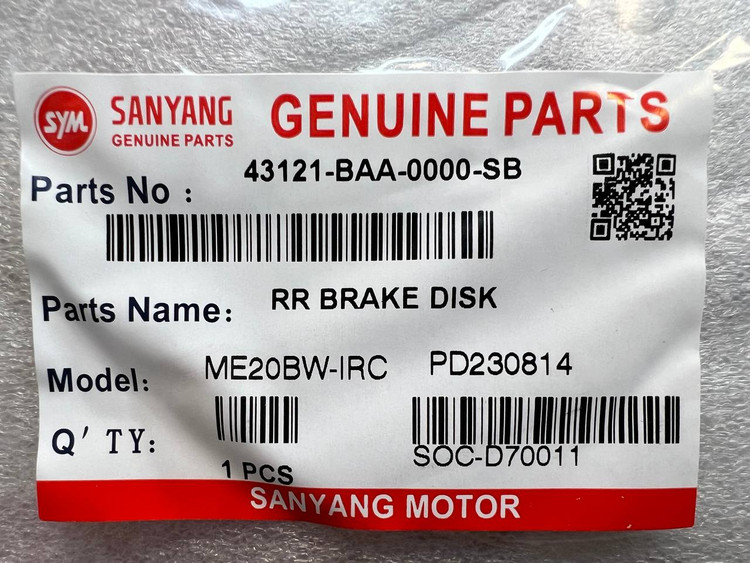 SYM
SANYANG
GENUINE PARTS
GENUINE PARTS
Parts No : 43121-BAA-0000-SB
Parts Name: RR BRAKE DISK
Model: ME20BW-IRC PD230814
Q' TY: 1 PCS
SOC-D70011
SANYANG MOTOR